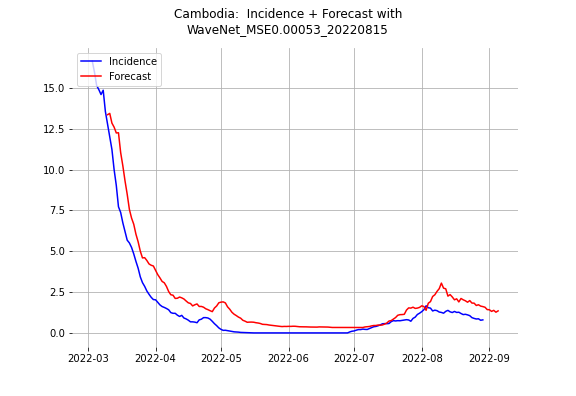 Cambodia:  Incidence + Forecast with
WaveNet_MSE0.00053_20220815
Incidence
Forecast
15.0
12.5
10.0
7.5
5.0
2.5
0.0
2022-03 2022-04 2022-05 2022-06 2022-07 2022-08 2022-09